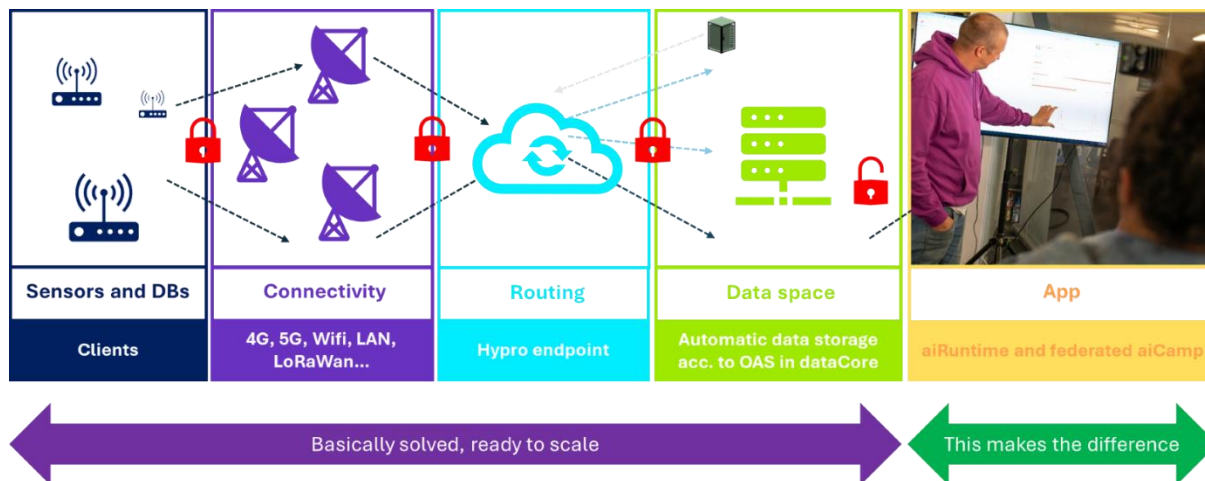 Sensors and DBs
Connectivity
Routing
Data space
App
Clients
4G, 5G, Wifi, LAN,
LoRaWan...
Hypro endpoint
Automatic data storage
acc. to OAS in dataCore
aiRuntime and federated aiCamp
Basically solved, ready to scale
This makes the difference